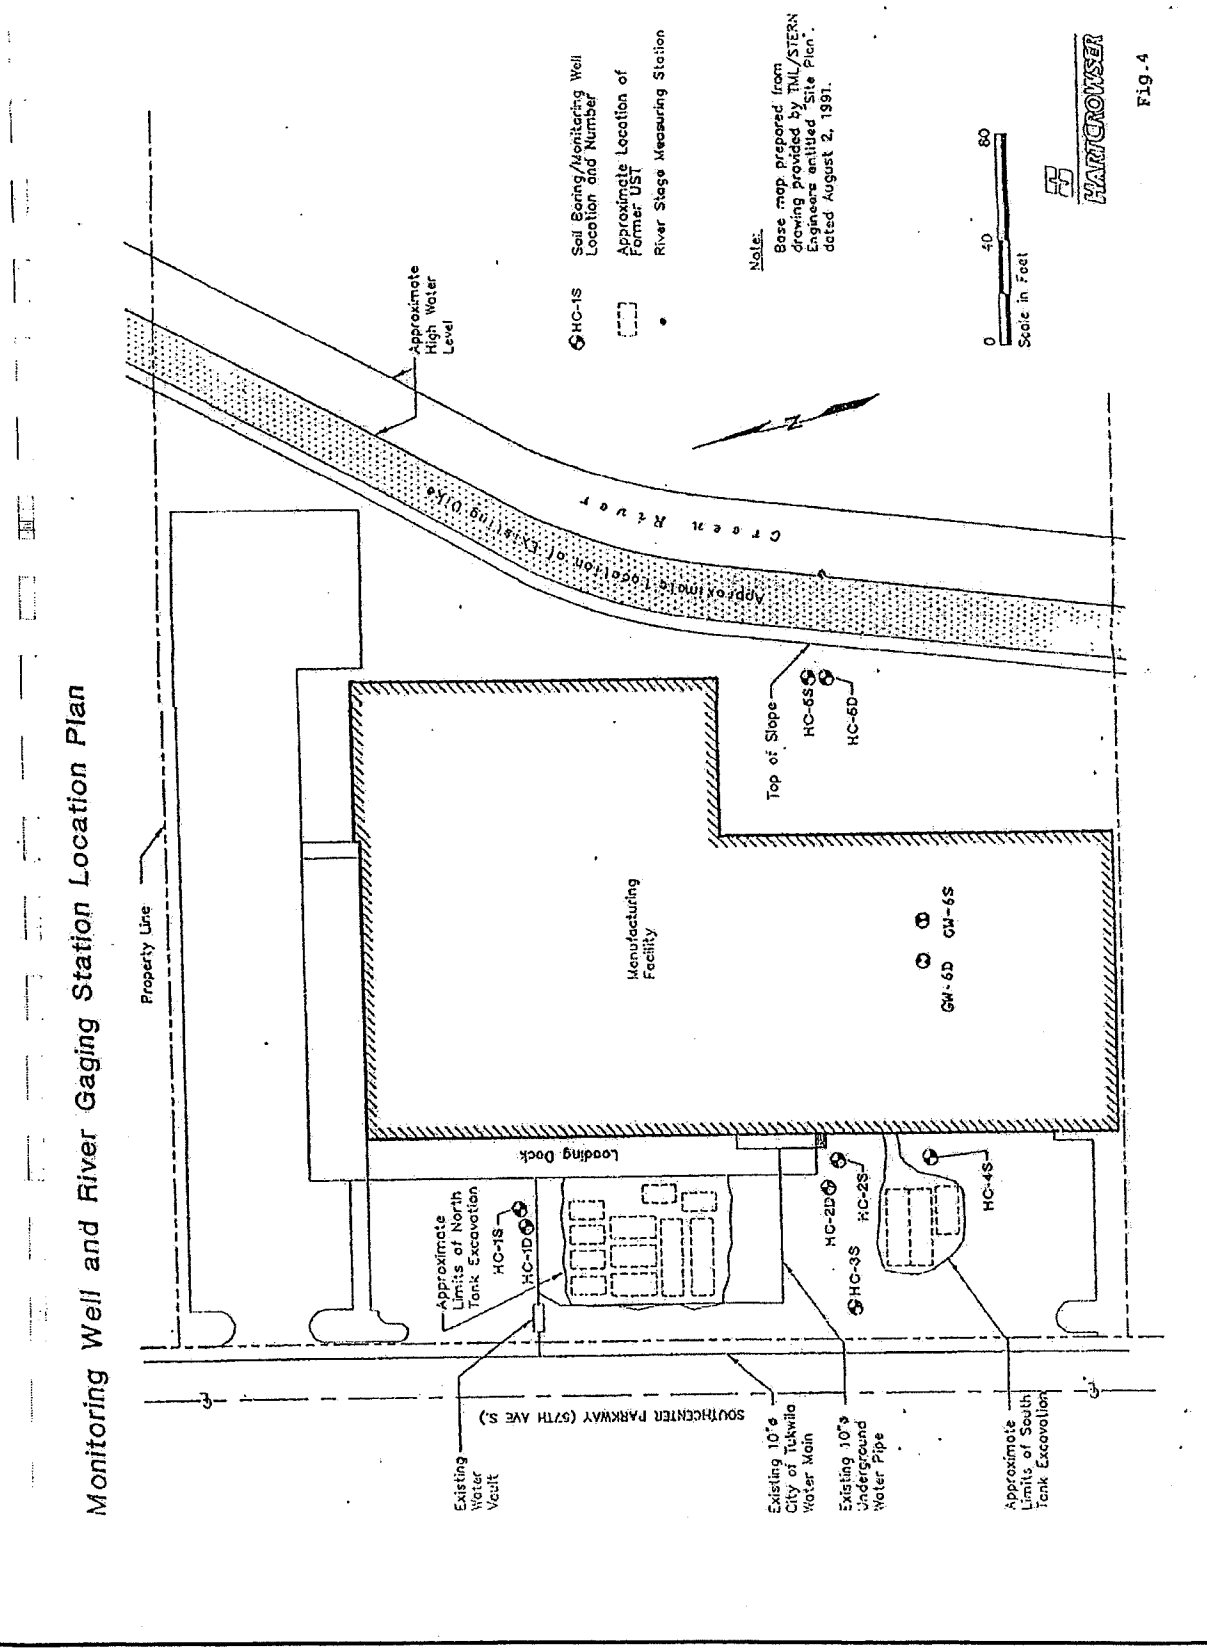 Monitoring Well and River Gaging Station Location Plan
Property Line
Approximate
High Water
Level
Approximate Location of Existing Dike
Green River
Top of Slope
HC-5S
HC-5D
Manufacturing
Facility
GW-6D
GW-6S
Loading Dock
Approximate
Limits of North
Tank Excavation
HC-1S
HC-1D
HC-2D
HC-2S
HC-3S
HC-4S
SOUTHCENTER PARKWAY (57TH AVE S.)
Existing
Water
Vault
Existing 10"ø
City of Tukwila
Water Main
Existing 10"ø
Underground
Water Pipe
Approximate
Limits of South
Tank Excavation
N
HC-1S
Soil Boring/Monitoring Well
Location and Number
Approximate Location of
Former UST
River Stage Measuring Station
Note:
Base map prepared from
drawing provided by TML/STERN
Engineers entitled "Site Plan",
dated August 2, 1991.
0 40 80
Scale in Feet
HARTCROWSER
Fig.4